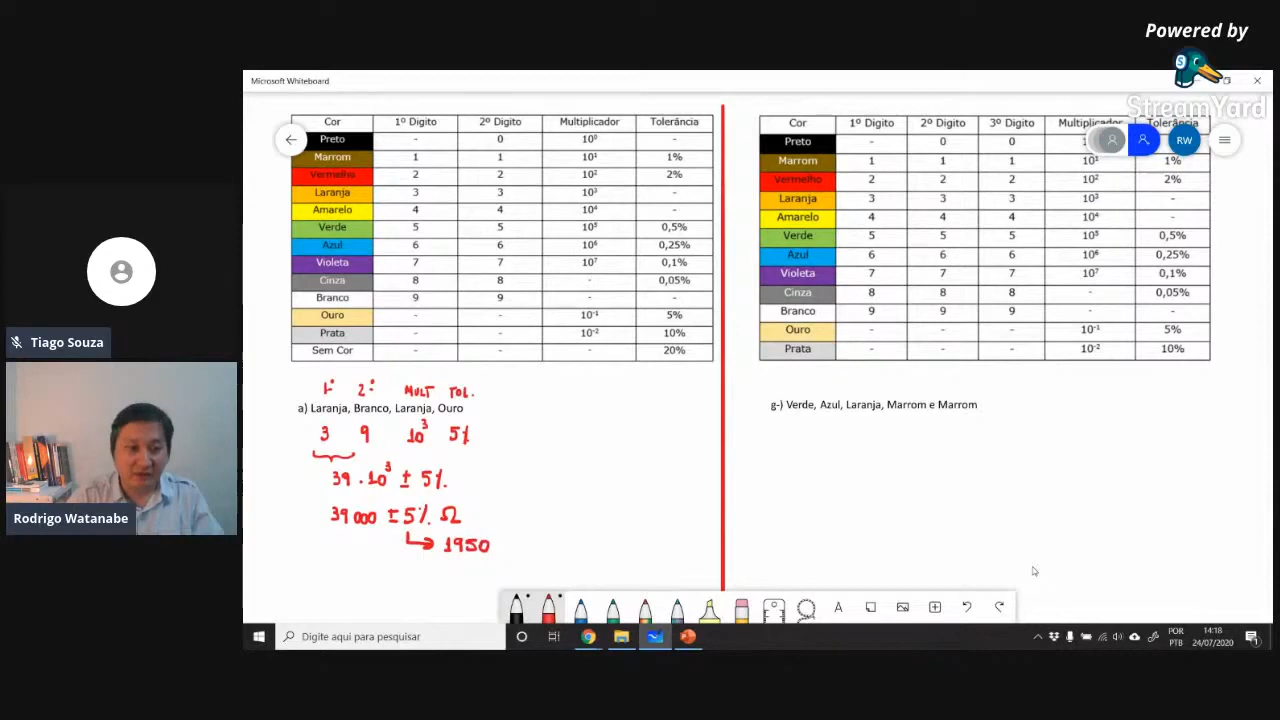 Powered by
StreamYard
Microsoft Whiteboard
Cor 1º Digito 2º Digito Multiplicador Tolerância
Preto - 0 10⁰ -
Marrom 1 1 10¹ 1%
Vermelho 2 2 10² 2%
Laranja 3 3 10³ -
Amarelo 4 4 10⁴ -
Verde 5 5 10⁵ 0,5%
Azul 6 6 10⁶ 0,25%
Violeta 7 7 10⁷ 0,1%
Cinza 8 8 - 0,05%
Branco 9 9 - -
Ouro - - 10⁻¹ 5%
Prata - - 10⁻² 10%
Sem Cor - - - 20%
1º 2º MULT TOL.
a) Laranja, Branco, Laranja, Ouro
3 9 10³ 5%
39 . 10³ ± 5%.
39 000 ± 5% Ω
1950
Cor 1º Digito 2º Digito 3º Digito Multiplicador Tolerância
Preto - 0 0
Marrom 1 1 1 10¹ 1%
Vermelho 2 2 2 10² 2%
Laranja 3 3 3 10³ -
Amarelo 4 4 4 10⁴ -
Verde 5 5 5 10⁵ 0,5%
Azul 6 6 6 10⁶ 0,25%
Violeta 7 7 7 10⁷ 0,1%
Cinza 8 8 8 - 0,05%
Branco 9 9 9 - -
Ouro - - - 10⁻¹ 5%
Prata - - - 10⁻² 10%
g-) Verde, Azul, Laranja, Marrom e Marrom
RW
Tiago Souza
Rodrigo Watanabe
Digite aqui para pesquisar
POR
PTB
14:18
24/07/2020